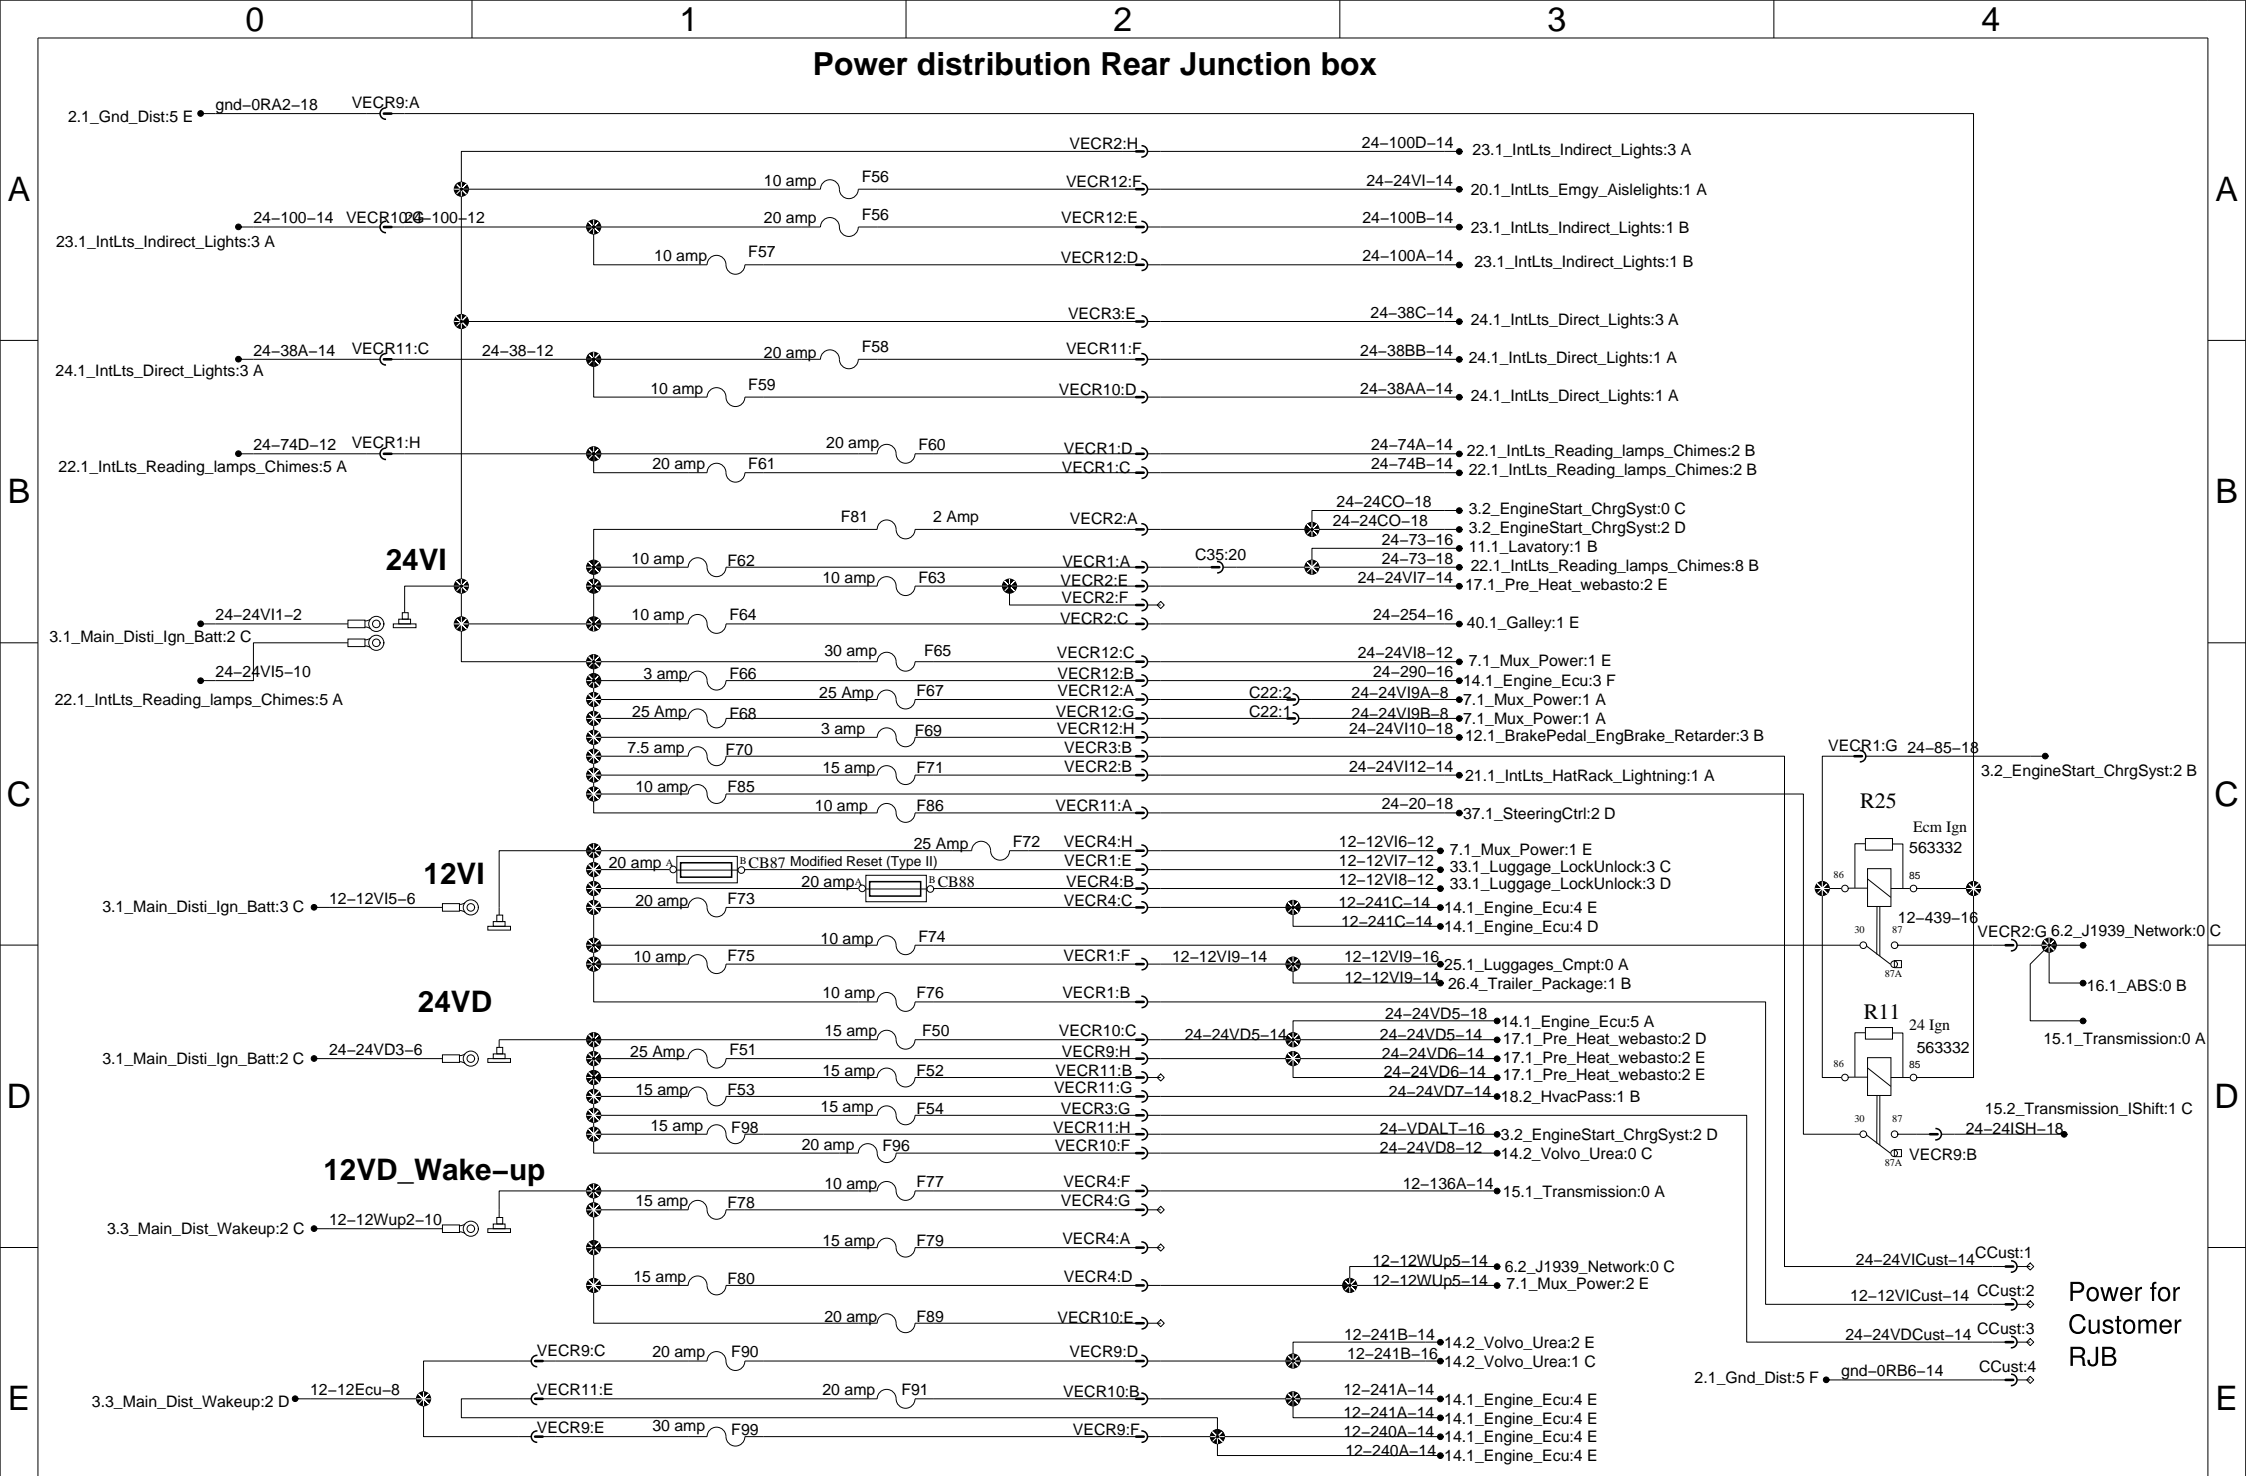 0 1 2 3 4
Power distribution Rear Junction box
2.1_Gnd_Dist:5 E gnd-0RA2-18 VECR9:A
VECR2:H 24-100D-14 23.1_IntLts_Indirect_Lights:3 A
A 10 amp F56 VECR12:F 24-24VI-14 20.1_IntLts_Emgy_Aislelights:1 A A
24-100-14 VECR10:G 24-100-12 20 amp F56 VECR12:E 24-100B-14 23.1_IntLts_Indirect_Lights:1 B
23.1_IntLts_Indirect_Lights:3 A
10 amp F57 VECR12:D 24-100A-14 23.1_IntLts_Indirect_Lights:1 B
VECR3:E 24-38C-14 24.1_IntLts_Direct_Lights:3 A
24-38A-14 VECR11:C 24-38-12 20 amp F58 VECR11:F 24-38BB-14 24.1_IntLts_Direct_Lights:1 A
24.1_IntLts_Direct_Lights:3 A
10 amp F59 VECR10:D 24-38AA-14 24.1_IntLts_Direct_Lights:1 A
24-74D-12 VECR1:H 20 amp F60 VECR1:D 24-74A-14 22.1_IntLts_Reading_lamps_Chimes:2 B
22.1_IntLts_Reading_lamps_Chimes:5 A 20 amp F61 VECR1:C 24-74B-14 22.1_IntLts_Reading_lamps_Chimes:2 B
B B
24-24CO-18 3.2_EngineStart_ChrgSyst:0 C
F81 2 Amp VECR2:A 24-24CO-18 3.2_EngineStart_ChrgSyst:2 D
24-73-16 11.1_Lavatory:1 B
24VI 10 amp F62 VECR1:A C35:20 24-73-18 22.1_IntLts_Reading_lamps_Chimes:8 B
10 amp F63 VECR2:E 24-24VI7-14 17.1_Pre_Heat_webasto:2 E
VECR2:F
24-24VI1-2 10 amp F64 VECR2:C 24-254-16 40.1_Galley:1 E
3.1_Main_Disti_Ign_Batt:2 C
30 amp F65 VECR12:C 24-24VI8-12 7.1_Mux_Power:1 E
24-24VI5-10 3 amp F66 VECR12:B 24-290-16 14.1_Engine_Ecu:3 F
22.1_IntLts_Reading_lamps_Chimes:5 A 25 Amp F67 VECR12:A C22:2 24-24VI9A-8 7.1_Mux_Power:1 A
25 Amp F68 VECR12:G C22:1 24-24VI9B-8 7.1_Mux_Power:1 A
3 amp F69 VECR12:H 24-24VI10-18 12.1_BrakePedal_EngBrake_Retarder:3 B
7.5 amp F70 VECR3:B VECR1:G 24-85-18
15 amp F71 VECR2:B 24-24VI12-14 21.1_IntLts_HatRack_Lightning:1 A 3.2_EngineStart_ChrgSyst:2 B
C 10 amp F85 R25 C
10 amp F86 VECR11:A 24-20-18 37.1_SteeringCtrl:2 D
Ecm Ign
25 Amp F72 VECR4:H 12-12VI6-12 7.1_Mux_Power:1 E 563332
12VI 20 amp A B CB87 Modified Reset (Type II) VECR1:E 12-12VI7-12 33.1_Luggage_LockUnlock:3 C
20 amp A B CB88 VECR4:B 12-12VI8-12 33.1_Luggage_LockUnlock:3 D 86 85
3.1_Main_Disti_Ign_Batt:3 C 12-12VI5-6 20 amp F73 VECR4:C 12-241C-14 14.1_Engine_Ecu:4 E
12-241C-14 14.1_Engine_Ecu:4 D 12-439-16
10 amp F74 30 87 VECR2:G 6.2_J1939_Network:0 C
10 amp F75 VECR1:F 12-12VI9-14 12-12VI9-16 25.1_Luggages_Cmpt:0 A 87A
12-12VI9-14 26.4_Trailer_Package:1 B 16.1_ABS:0 B
24VD 10 amp F76 VECR1:B
R11
24-24VD5-18 14.1_Engine_Ecu:5 A 24 Ign
15 amp F50 VECR10:C 24-24VD5-14 24-24VD5-14 17.1_Pre_Heat_webasto:2 D 563332 15.1_Transmission:0 A
3.1_Main_Disti_Ign_Batt:2 C 24-24VD3-6 25 Amp F51 VECR9:H 24-24VD6-14 17.1_Pre_Heat_webasto:2 E
15 amp F52 VECR11:B 24-24VD6-14 17.1_Pre_Heat_webasto:2 E 86 85
D 15 amp F53 VECR11:G 24-24VD7-14 18.2_HvacPass:1 B D
15 amp F54 VECR3:G 30 87 15.2_Transmission_IShift:1 C
15 amp F98 VECR11:H 24-VDALT-16 3.2_EngineStart_ChrgSyst:2 D 24-24ISH-18
20 amp F96 VECR10:F 24-24VD8-12 14.2_Volvo_Urea:0 C 87A VECR9:B
12VD_Wake-up
10 amp F77 VECR4:F 12-136A-14 15.1_Transmission:0 A
15 amp F78 VECR4:G
3.3_Main_Dist_Wakeup:2 C 12-12Wup2-10
15 amp F79 VECR4:A
12-12WUp5-14 6.2_J1939_Network:0 C 24-24VICust-14 CCust:1
15 amp F80 VECR4:D 12-12WUp5-14 7.1_Mux_Power:2 E
12-12VICust-14 CCust:2
20 amp F89 VECR10:E
24-24VDCust-14 CCust:3
Power for
Customer
RJB
12-241B-14 14.2_Volvo_Urea:2 E
VECR9:C 20 amp F90 VECR9:D 12-241B-16 14.2_Volvo_Urea:1 C
2.1_Gnd_Dist:5 F gnd-0RB6-14 CCust:4
E 3.3_Main_Dist_Wakeup:2 D 12-12Ecu-8 VECR11:E 20 amp F91 VECR10:B 12-241A-14 14.1_Engine_Ecu:4 E E
12-241A-14 14.1_Engine_Ecu:4 E
VECR9:E 30 amp F99 VECR9:F 12-240A-14 14.1_Engine_Ecu:4 E
12-240A-14 14.1_Engine_Ecu:4 E